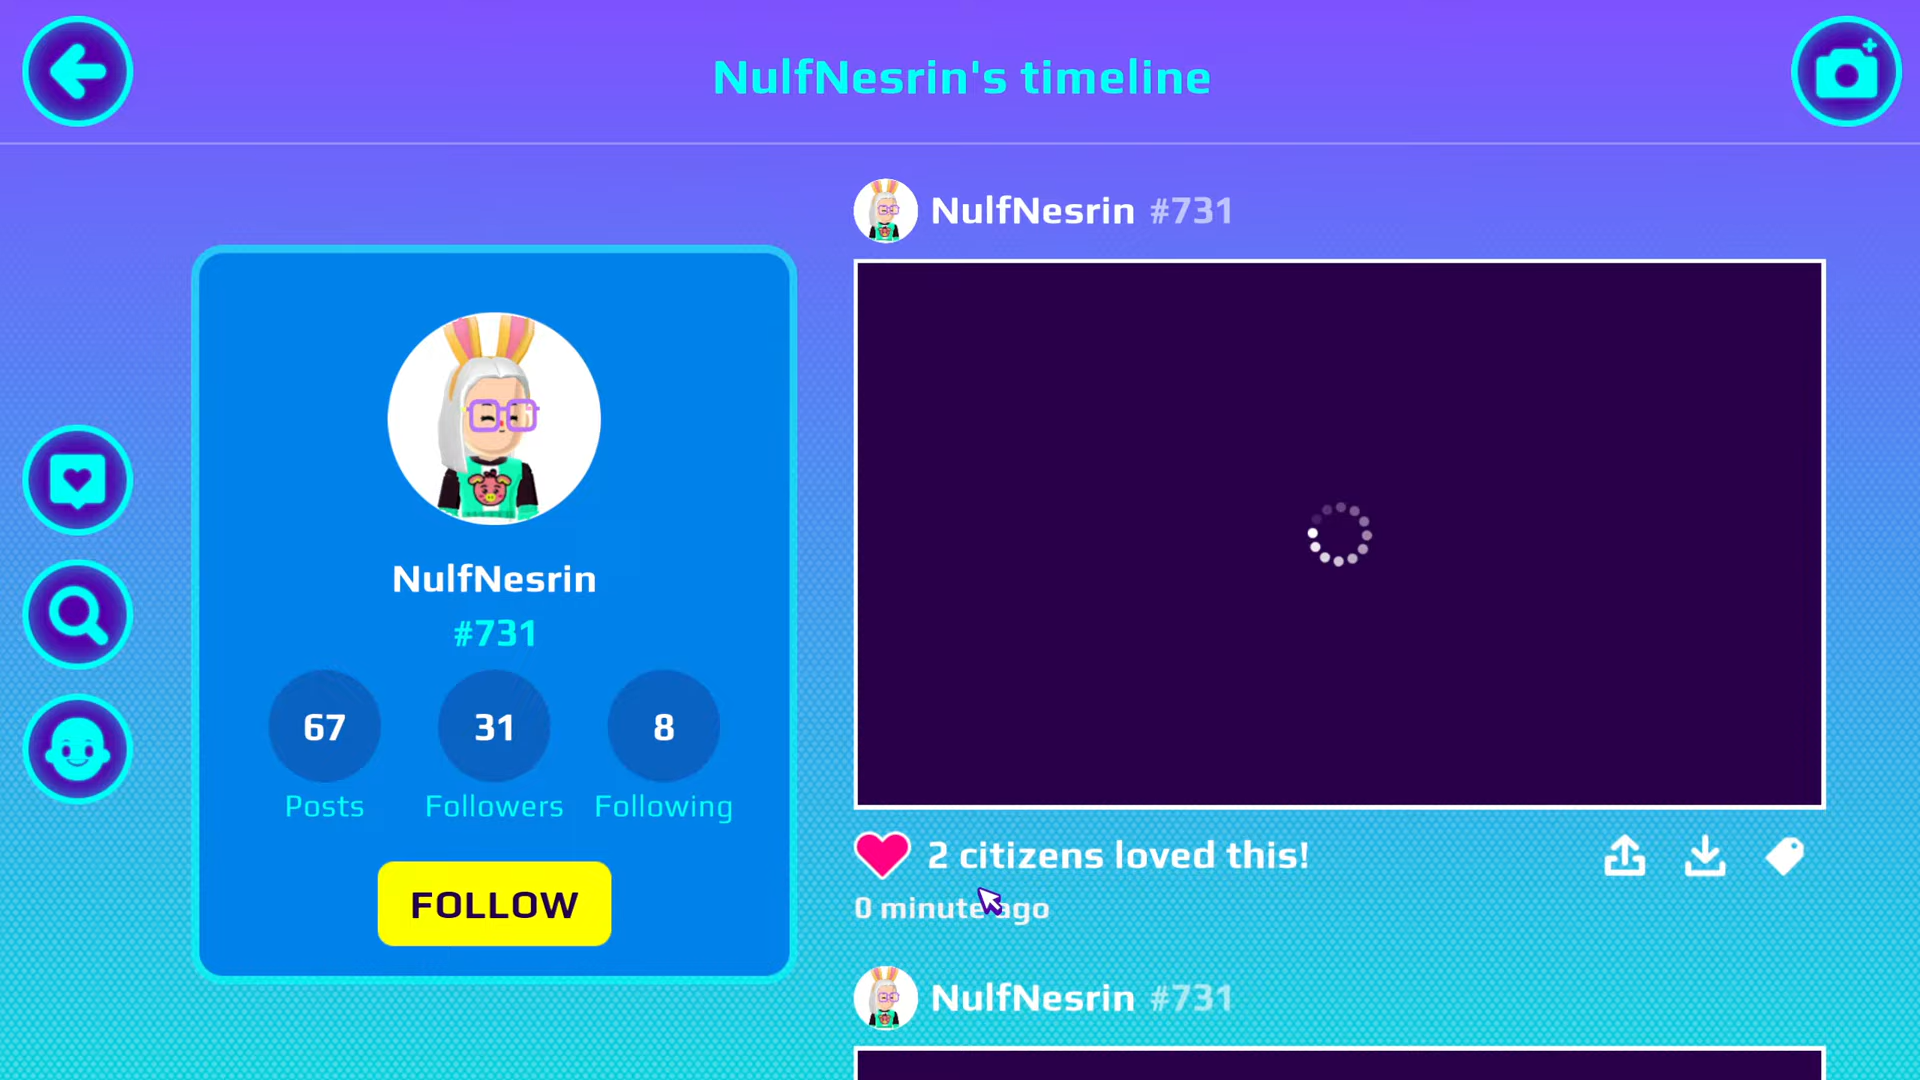 NulfNesrin's timeline
NulfNesrin #731
NulfNesrin
#731
67 31 8
Posts Followers Following
FOLLOW
2 citizens loved this!
0 minute ago
NulfNesrin #731